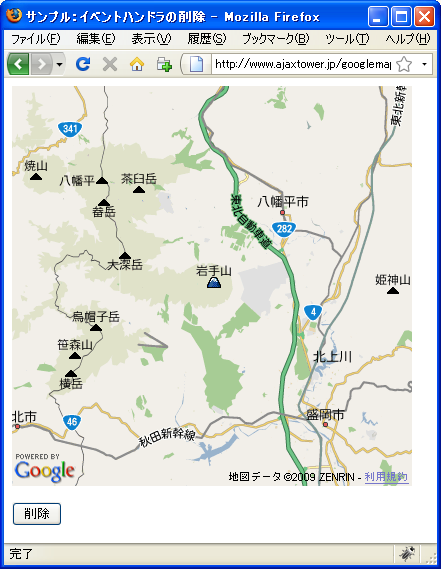 サンプル：イベントハンドラの削除 - Mozilla Firefox
ファイル(F) 編集(E) 表示(V) 履歴(S) ブックマーク(B) ツール(T) ヘルプ(H)
http://www.ajaxtower.jp/googlemap
341
東北新幹
焼山
八幡平
茶臼岳
畚岳
八幡平市
東北自動車道
282
大深岳
岩手山
姫神山
烏帽子岳
4
笹森山
北上川
横岳
北市
46
盛岡市
秋田新幹線
POWERED BY
Google
地図データ ©2009 ZENRIN - 利用規約
削除
完了